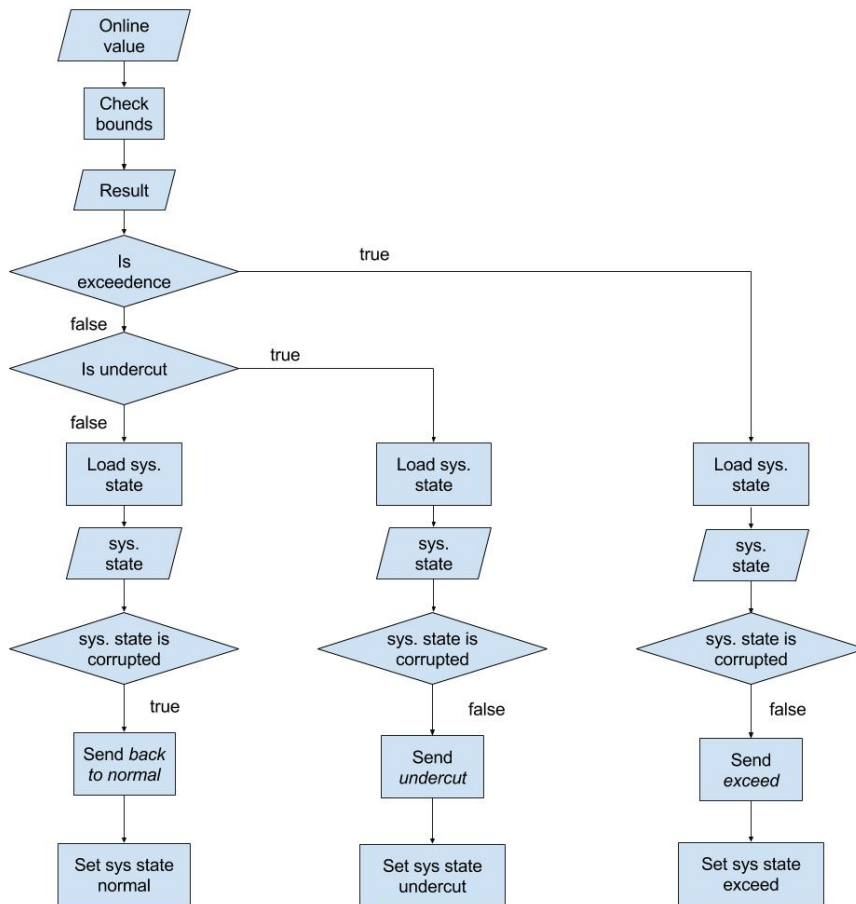 Online
value
Check
bounds
Result
Is
exceedence
true
false
Is undercut
true
false
Load sys.
state
Load sys.
state
Load sys.
state
sys.
state
sys.
state
sys.
state
sys. state is
corrupted
sys. state is
corrupted
sys. state is
corrupted
true
false
false
Send back
to normal
Send
undercut
Send
exceed
Set sys state
normal
Set sys state
undercut
Set sys state
exceed